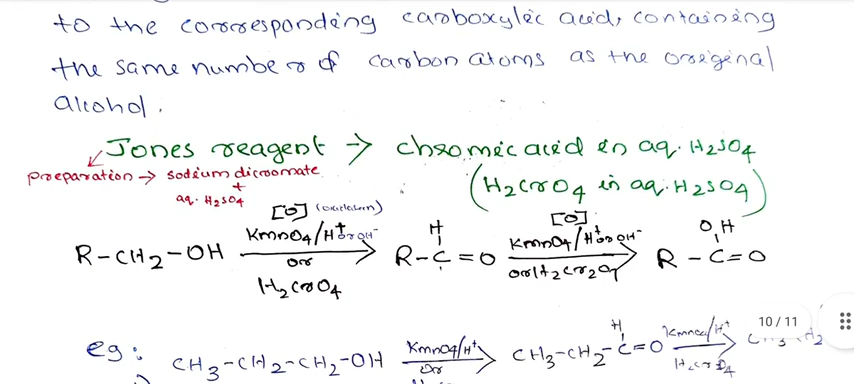 to the corresponding carboxylic acid, containing
the same number of carbon atoms as the original
alcohol.
Jones reagent → chromic acid in aq. H2SO4
preparation → sodium dicromate
+
aq. H2SO4
(H2CrO4 in aq. H2SO4)
[O] (oxidation)
KmnO4/H+ or OH-
R-CH2-OH
or
H2CrO4
H
R-C=O
[O]
KmnO4/H+ or OH-
or H2Cr2O7
O,H
R-C=O
10 / 11
eg:
CH3-CH2-CH2-OH
KmnO4/H+
or
H
CH3-CH2-C=O
KmnO4/H+
H2CrO4